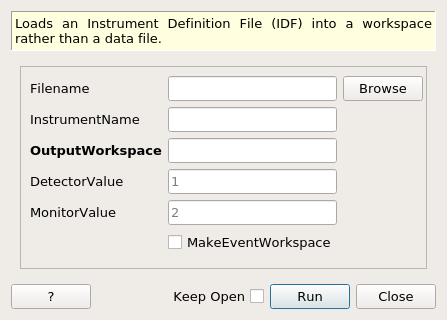 Loads an Instrument Definition File (IDF) into a workspace
rather than a data file.
Filename
Browse
InstrumentName
OutputWorkspace
DetectorValue 1
MonitorValue 2
MakeEventWorkspace
? Keep Open Run Close